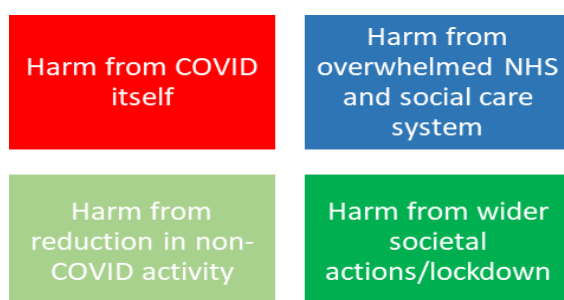 Harm from COVID
itself
Harm from
overwhelmed NHS
and social care
system
Harm from
reduction in non-
COVID activity
Harm from wider
societal
actions/lockdown